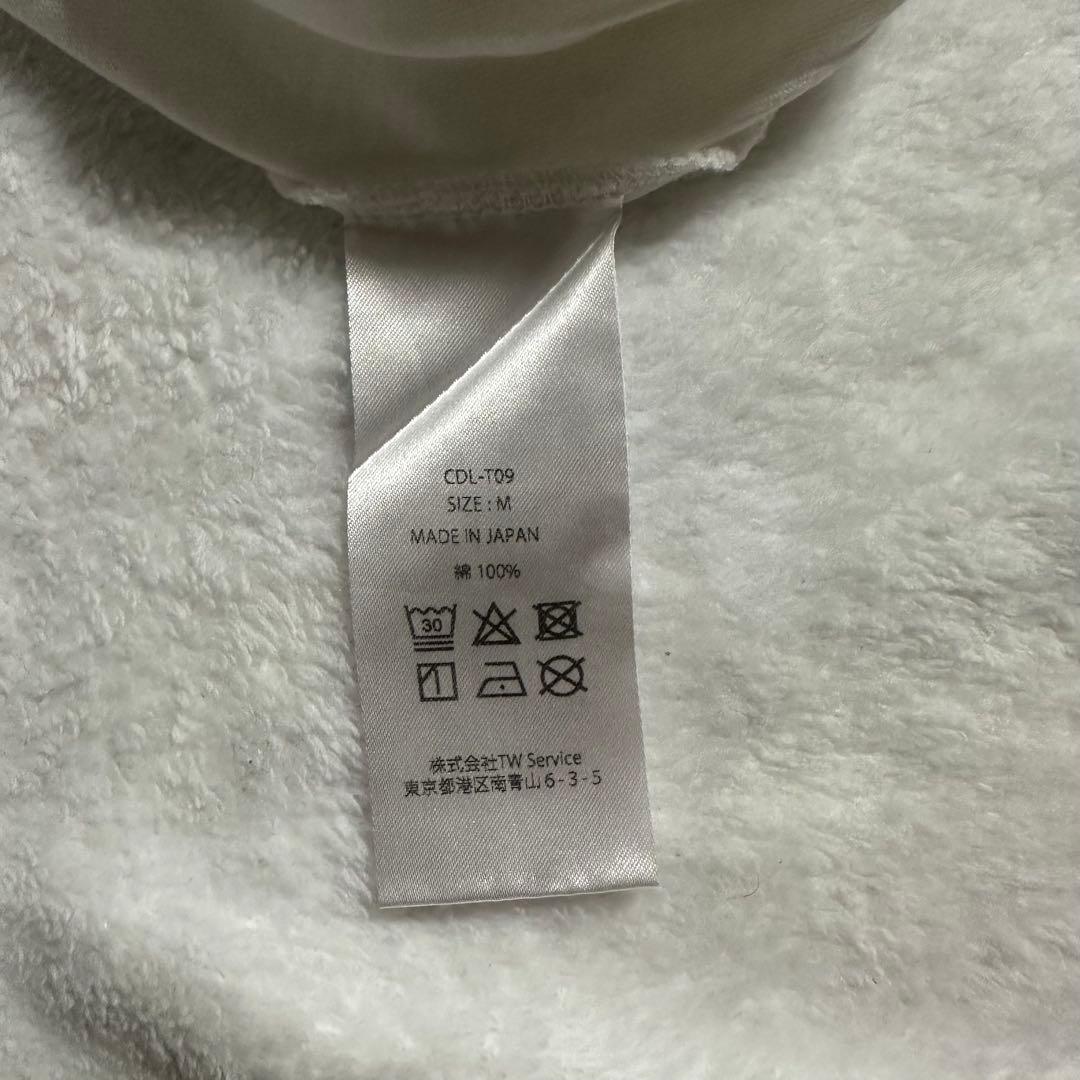 CDL-T09
SIZE : M
MADE IN JAPAN
綿 100%
30
株式会社TW Service
東京都港区南青山 6 - 3 - 5